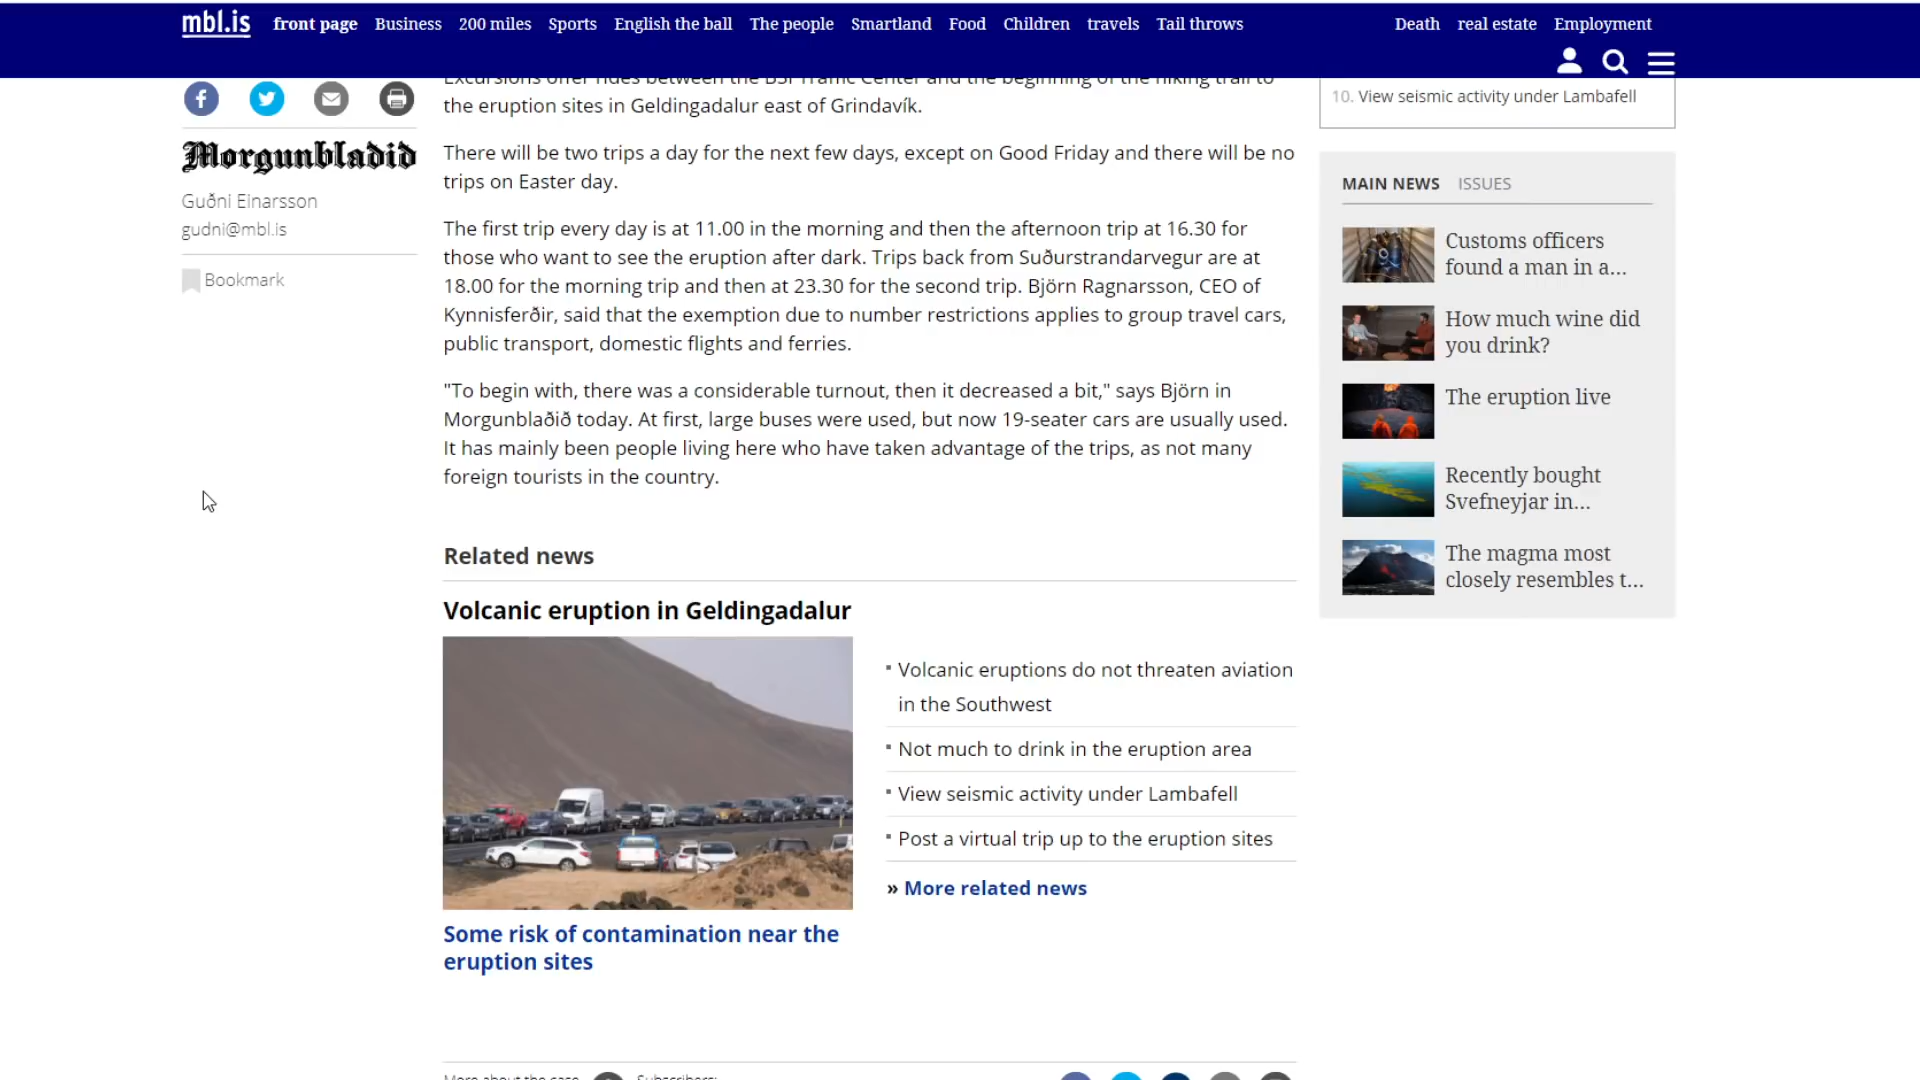 mbl.is front page Business 200 miles Sports English the ball The people Smartland Food Children travels Tail throws Death real estate Employment
Excursions offer rides between the BSÍ Traffic Center and the beginning of the hiking trail to
the eruption sites in Geldingadalur east of Grindavík.
Morgunbladid
Guðni Einarsson
gudni@mbl.is
Bookmark
There will be two trips a day for the next few days, except on Good Friday and there will be no
trips on Easter day.
The first trip every day is at 11.00 in the morning and then the afternoon trip at 16.30 for
those who want to see the eruption after dark. Trips back from Suðurstrandarvegur are at
18.00 for the morning trip and then at 23.30 for the second trip. Björn Ragnarsson, CEO of
Kynnisferðir, said that the exemption due to number restrictions applies to group travel cars,
public transport, domestic flights and ferries.
"To begin with, there was a considerable turnout, then it decreased a bit," says Björn in
Morgunblaðið today. At first, large buses were used, but now 19-seater cars are usually used.
It has mainly been people living here who have taken advantage of the trips, as not many
foreign tourists in the country.
Related news
Volcanic eruption in Geldingadalur
Some risk of contamination near the
eruption sites
Volcanic eruptions do not threaten aviation
in the Southwest
Not much to drink in the eruption area
View seismic activity under Lambafell
Post a virtual trip up to the eruption sites
» More related news
10. View seismic activity under Lambafell
MAIN NEWS ISSUES
Customs officers
found a man in a...
How much wine did
you drink?
The eruption live
Recently bought
Svefneyjar in...
The magma most
closely resembles t...
More about the case Subscribers: